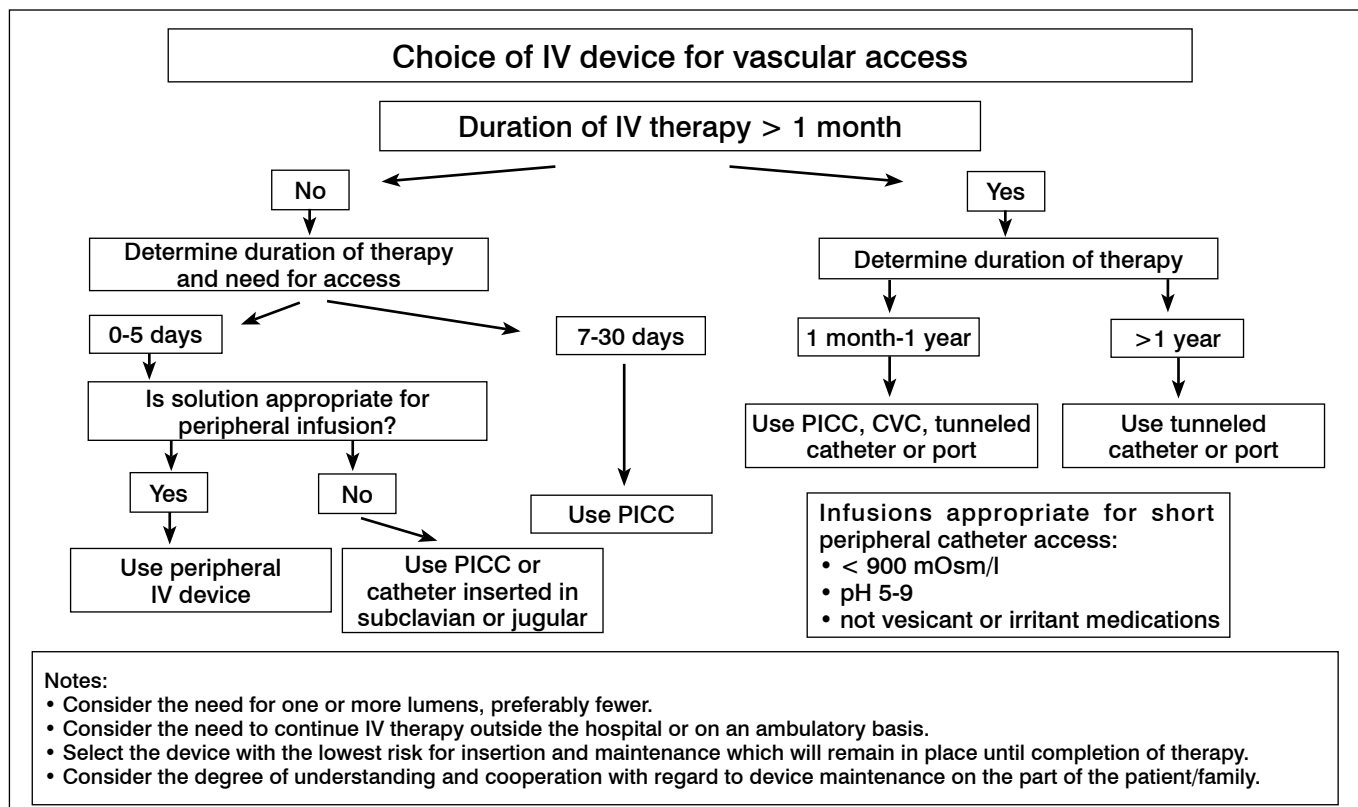 Choice of IV device for vascular access
Duration of IV therapy > 1 month
No
Yes
Determine duration of therapy
and need for access
Determine duration of therapy
0-5 days
7-30 days
1 month-1 year
>1 year
Is solution appropriate for
peripheral infusion?
Use PICC, CVC, tunneled
catheter or port
Use tunneled
catheter or port
Yes
No
Use PICC
Use peripheral
IV device
Use PICC or
catheter inserted in
subclavian or jugular
Infusions appropriate for short
peripheral catheter access:
• < 900 mOsm/l
• pH 5-9
• not vesicant or irritant medications
Notes:
• Consider the need for one or more lumens, preferably fewer.
• Consider the need to continue IV therapy outside the hospital or on an ambulatory basis.
• Select the device with the lowest risk for insertion and maintenance which will remain in place until completion of therapy.
• Consider the degree of understanding and cooperation with regard to device maintenance on the part of the patient/family.